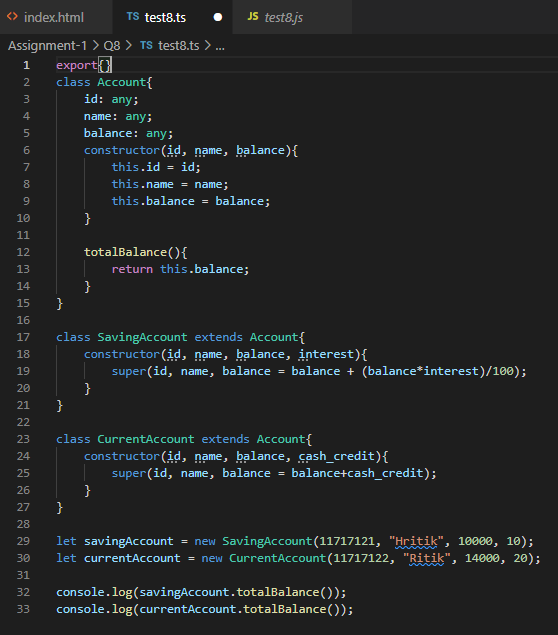 index.html TS test8.ts JS test8.js
Assignment-1 > Q8 > TS test8.ts > ...
1 export{}
2 class Account{
3     id: any;
4     name: any;
5     balance: any;
6     constructor(id, name, balance){
7         this.id = id;
8         this.name = name;
9         this.balance = balance;
10     }
11
12     totalBalance(){
13         return this.balance;
14     }
15 }
16
17 class SavingAccount extends Account{
18     constructor(id, name, balance, interest){
19         super(id, name, balance = balance + (balance*interest)/100);
20     }
21 }
22
23 class CurrentAccount extends Account{
24     constructor(id, name, balance, cash_credit){
25         super(id, name, balance = balance+cash_credit);
26     }
27 }
28
29 let savingAccount = new SavingAccount(11717121, "Hritik", 10000, 10);
30 let currentAccount = new CurrentAccount(11717122, "Ritik", 14000, 20);
31
32 console.log(savingAccount.totalBalance());
33 console.log(currentAccount.totalBalance());